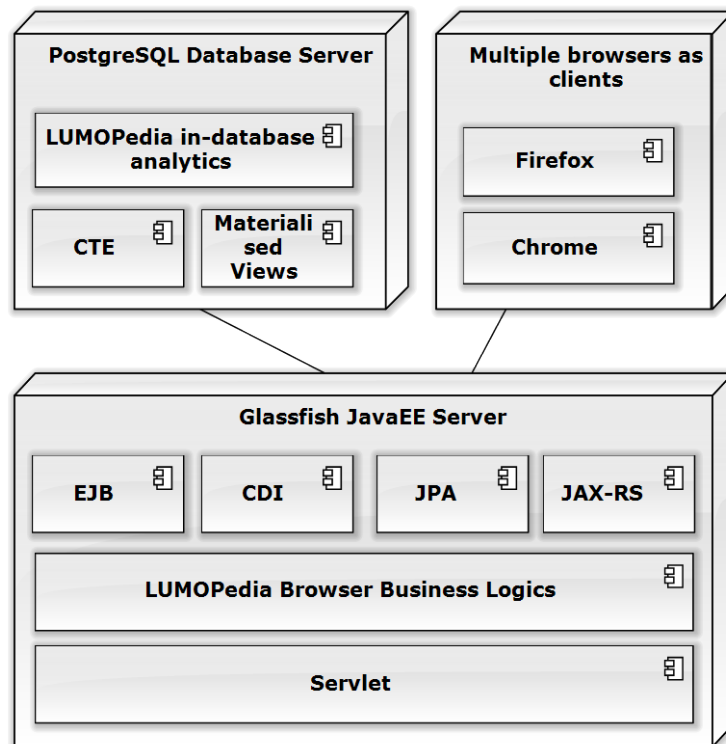 PostgreSQL Database Server
LUMOPedia in-database
analytics
CTE
Materiali
sed
Views
Multiple browsers as
clients
Firefox
Chrome
Glassfish JavaEE Server
EJB
CDI
JPA
JAX-RS
LUMOPedia Browser Business Logics
Servlet